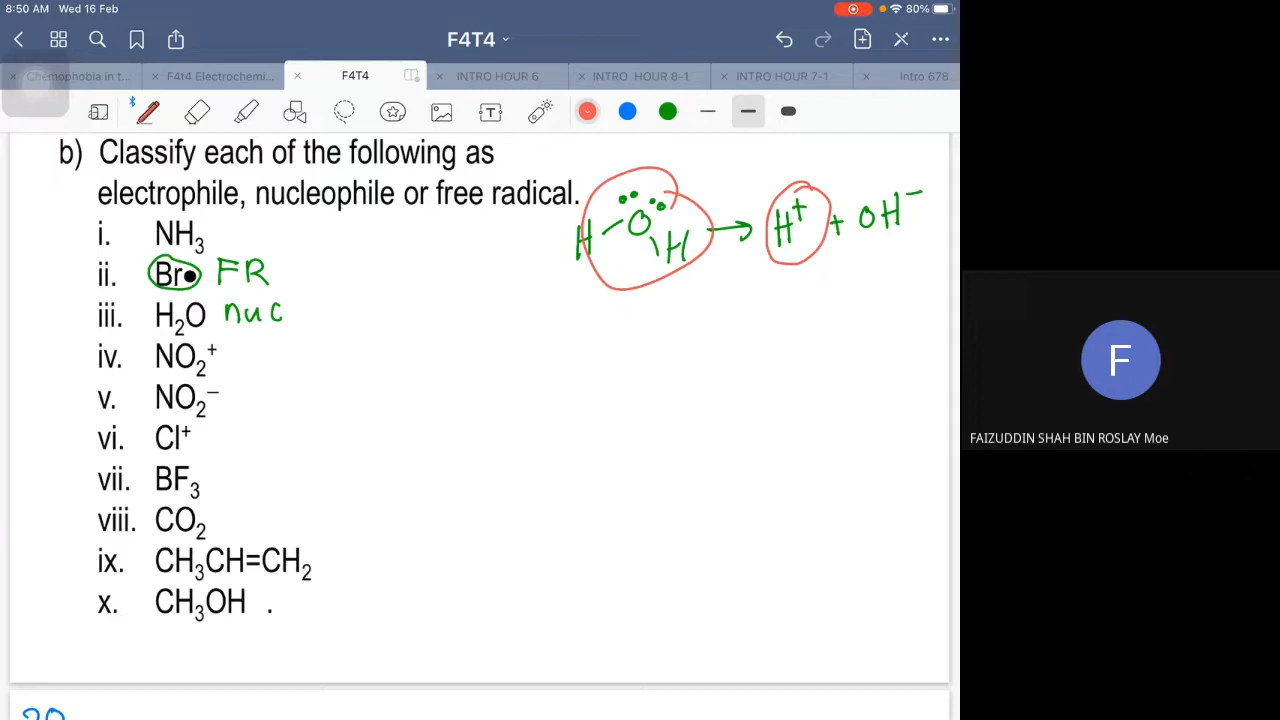 8:50 AM Wed 16 Feb
80%
F4T4
Chemophobia in t...
F4t4 Electrochemi...
F4T4
INTRO HOUR 6
INTRO HOUR 8-1
INTRO HOUR 7-1
Intro 678
b) Classify each of the following as
electrophile, nucleophile or free radical.
H – O H → H⁺ + OH⁻
i. NH₃
ii. Br• FR
iii. H₂O nuc
iv. NO₂⁺
v. NO₂⁻
vi. Cl⁺
vii. BF₃
viii. CO₂
ix. CH₃CH=CH₂
x. CH₃OH .
F
FAIZUDDIN SHAH BIN ROSLAY Moe